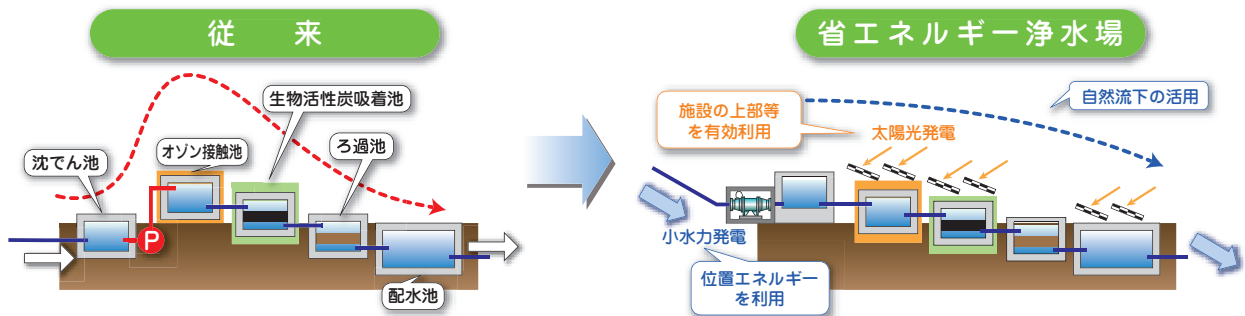 従来
省エネルギー浄水場
生物活性炭吸着池
オゾン接触池
ろ過池
沈でん池
P
配水池
施設の上部等
を有効利用
太陽光発電
自然流下の活用
小水力発電
位置エネルギー
を利用